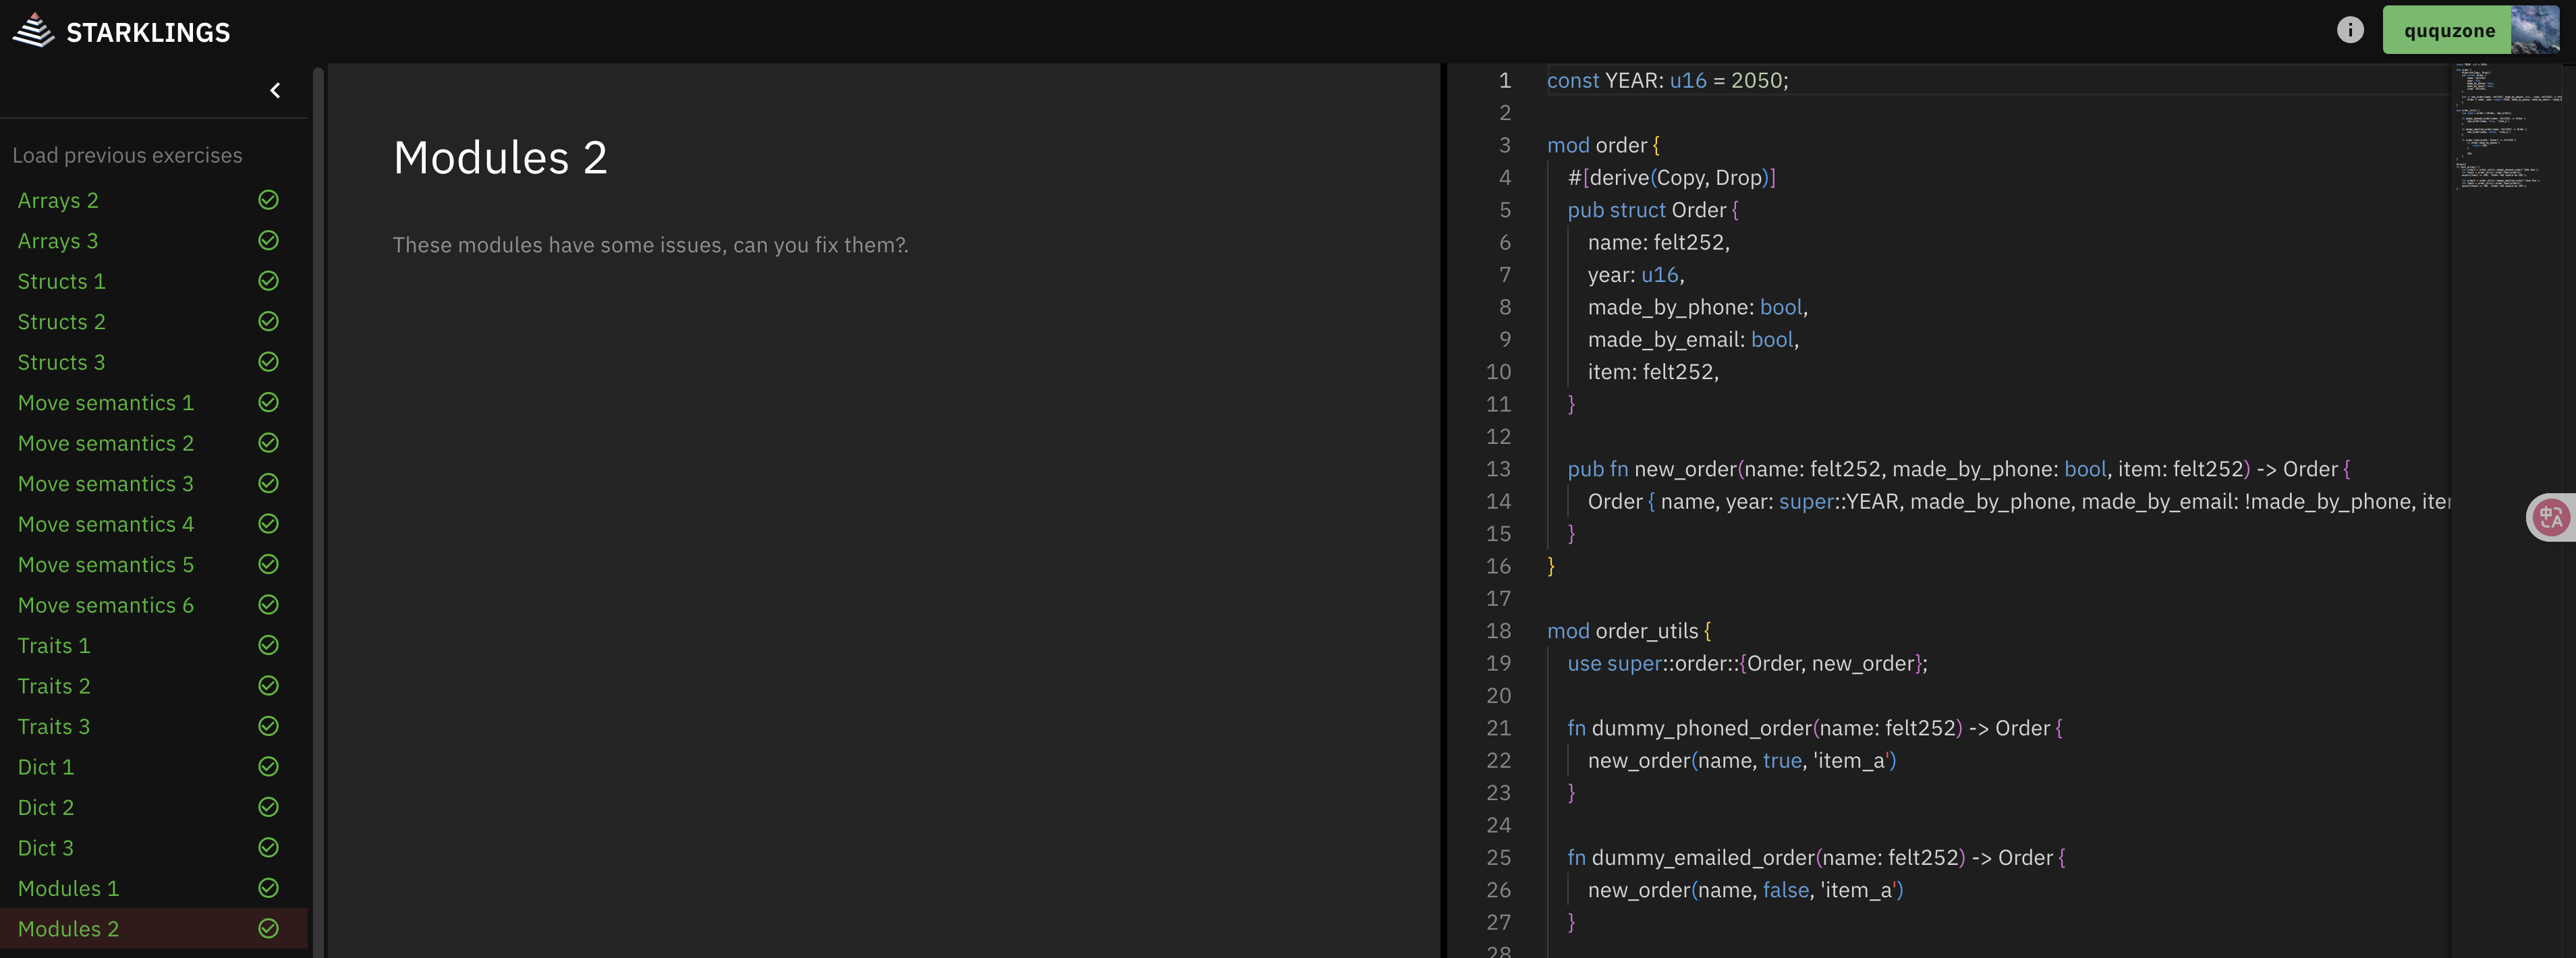 STARKLINGS
ququzone
Load previous exercises
Arrays 2
Arrays 3
Structs 1
Structs 2
Structs 3
Move semantics 1
Move semantics 2
Move semantics 3
Move semantics 4
Move semantics 5
Move semantics 6
Traits 1
Traits 2
Traits 3
Dict 1
Dict 2
Dict 3
Modules 1
Modules 2
Modules 2
These modules have some issues, can you fix them?.
1 const YEAR: u16 = 2050;
2
3 mod order {
4 #[derive(Copy, Drop)]
5 pub struct Order {
6 name: felt252,
7 year: u16,
8 made_by_phone: bool,
9 made_by_email: bool,
10 item: felt252,
11 }
12
13 pub fn new_order(name: felt252, made_by_phone: bool, item: felt252) -> Order {
14 Order { name, year: super::YEAR, made_by_phone, made_by_email: !made_by_phone,
15 }
16 }
17
18 mod order_utils {
19 use super::order::{Order, new_order};
20
21 fn dummy_phoned_order(name: felt252) -> Order {
22 new_order(name, true, 'item_a')
23 }
24
25 fn dummy_emailed_order(name: felt252) -> Order {
26 new_order(name, false, 'item_a')
27 }
28